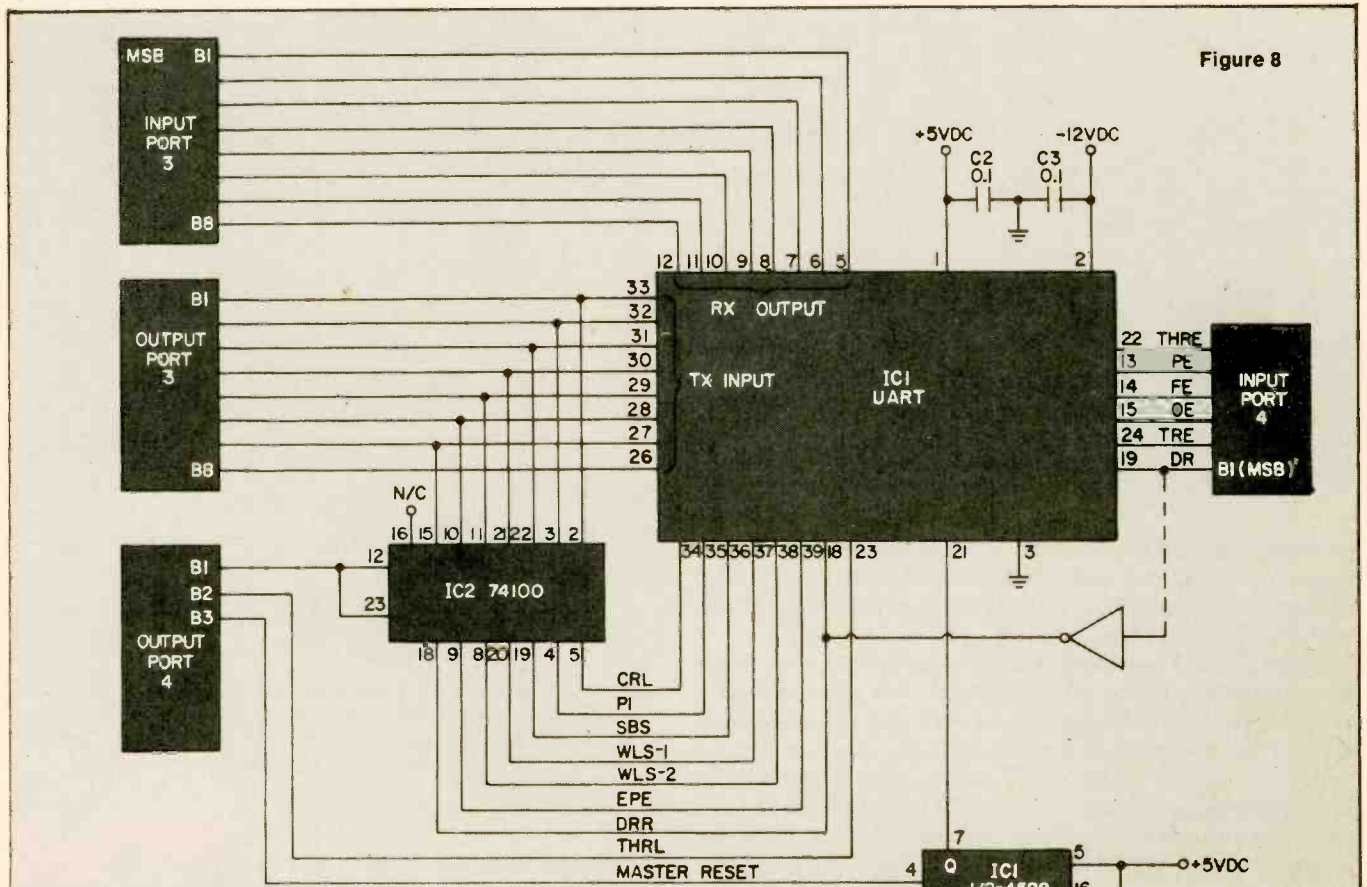 Figure 8
MSB B1
INPUT
PORT
3
B8
+5VDC
-12VDC
C2
0.1
C3
0.1
12 11 10 9 8 7 6 5
1
2
RX OUTPUT
B1
OUTPUT
PORT
3
B8
33
32
31
30
29
28
27
26
TX INPUT
IC1
UART
22 THRE
13 PE
14 FE
15 OE
24 TRE
19 DR
INPUT
PORT
4
B1 (MSB)
N/C
16 15 10 11 21 22 3 2
12
23
IC2 74100
18 9 8 20 19 4 5
B1
B2
B3
OUTPUT
PORT
4
34 35 36 37 38 39 18 23
21
3
CRL
PI
SBS
WLS-1
WLS-2
EPE
DRR
THRL
MASTER RESET
7
4
Q
IC1
5
+5VDC
16